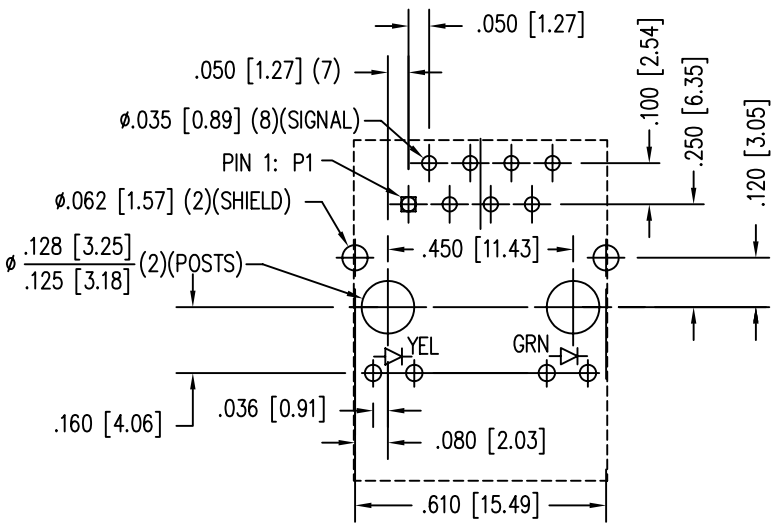 .050 [1.27]
.050 [1.27] (7)
ø.035 [0.89] (8)(SIGNAL)
PIN 1: P1
ø.062 [1.57] (2)(SHIELD)
ø .128 [3.25]
.125 [3.18] (2)(POSTS)
.100 [2.54]
.250 [6.35]
.120 [3.05]
.450 [11.43]
YEL
GRN
.036 [0.91]
.160 [4.06]
.080 [2.03]
.610 [15.49]